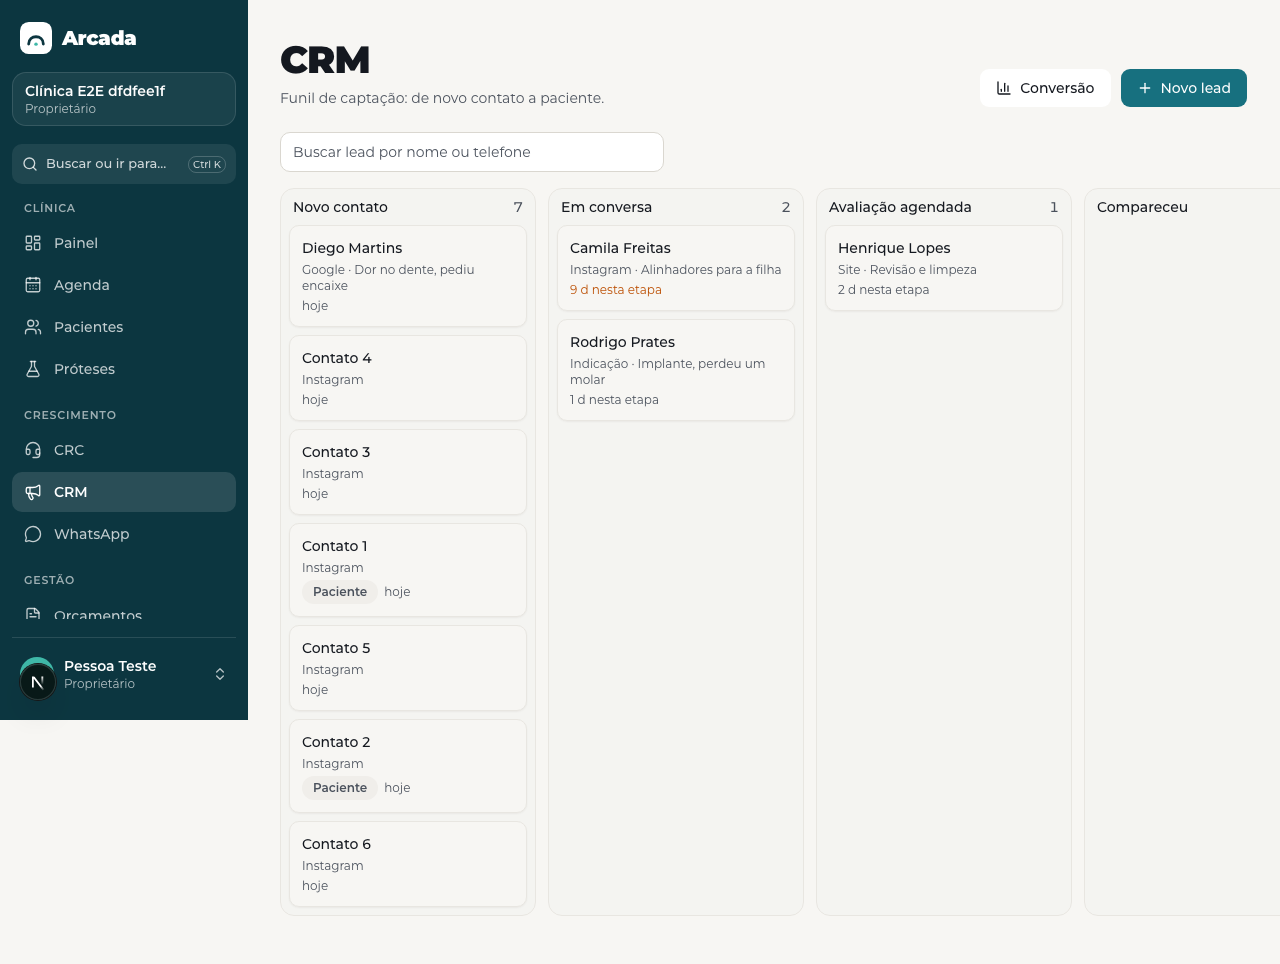 Arcada
Clínica E2E dfdfee1f
Proprietário
Buscar ou ir para...
Ctrl K
CLÍNICA
Painel
Agenda
Pacientes
Próteses
CRESCIMENTO
CRC
CRM
WhatsApp
GESTÃO
Orçamentos
Pessoa Teste
Proprietário
N
CRM
Funil de captação: de novo contato a paciente.
Conversão
Novo lead
Buscar lead por nome ou telefone
Novo contato 7
Diego Martins
Google · Dor no dente, pediu
encaixe
hoje
Contato 4
Instagram
hoje
Contato 3
Instagram
hoje
Contato 1
Instagram
Paciente hoje
Contato 5
Instagram
hoje
Contato 2
Instagram
Paciente hoje
Contato 6
Instagram
hoje
Em conversa 2
Camila Freitas
Instagram · Alinhadores para a filha
9 d nesta etapa
Rodrigo Prates
Indicação · Implante, perdeu um
molar
1 d nesta etapa
Avaliação agendada 1
Henrique Lopes
Site · Revisão e limpeza
2 d nesta etapa
Compareceu